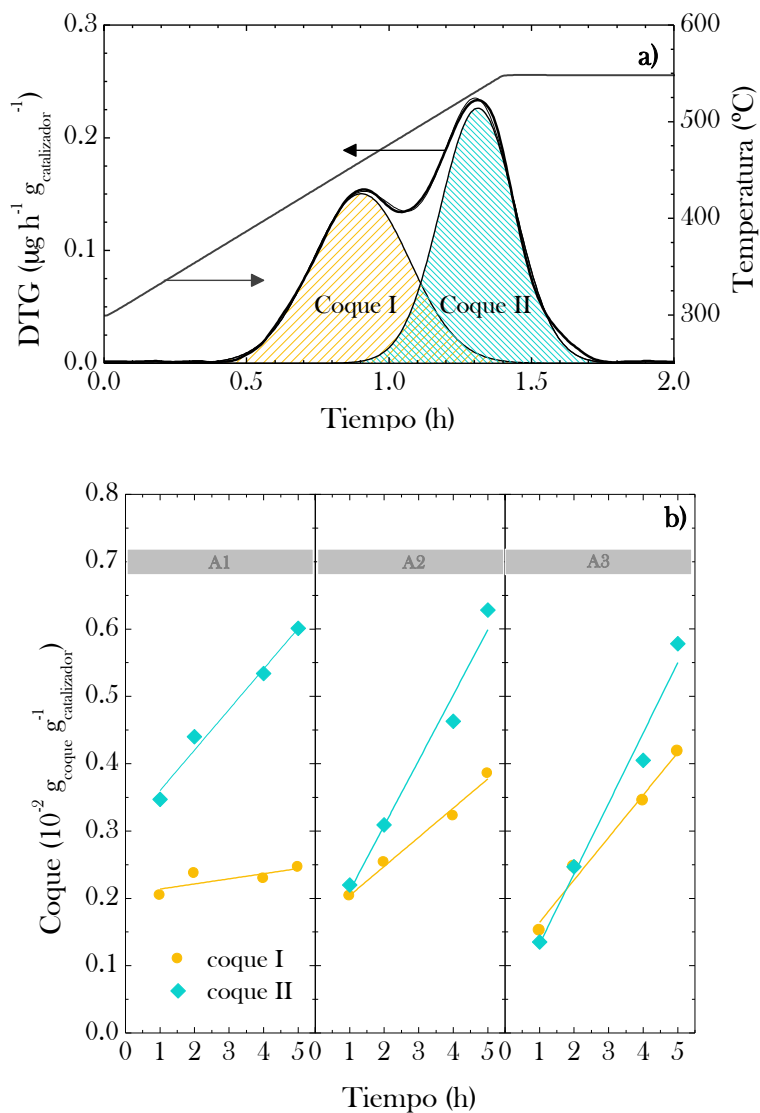 a)
DTG (µg h⁻¹ g_catalizador⁻¹)
0.3
0.2
0.1
0.0
600
500
400
300
Temperatura (ºC)
Coque I
Coque II
0.0 0.5 1.0 1.5 2.0
Tiempo (h)
b)
Coque (10⁻² g_coque g⁻¹_catalizador)
0.8
0.7
0.6
0.5
0.4
0.3
0.2
0.1
0.0
A1 A2 A3
coque I
coque II
0 1 2 3 4 5 0 1 2 3 4 5 0 1 2 3 4 5
Tiempo (h)